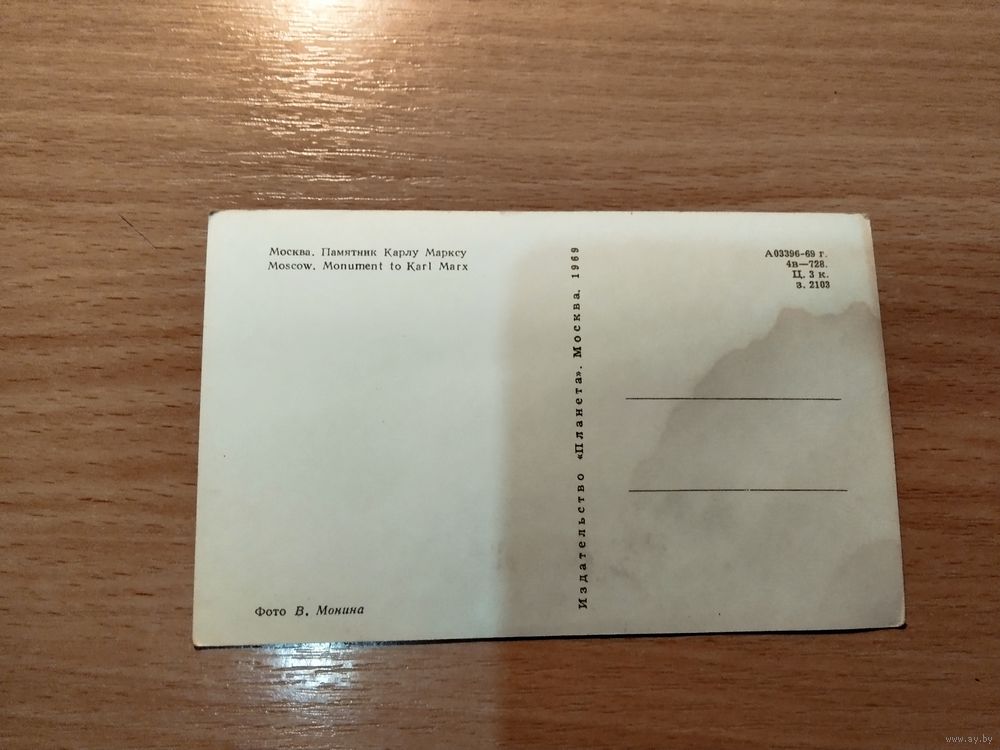 Москва. Памятник Карлу Марксу
Moscow. Monument to Karl Marx
Фото В. Монина
Издательство «Планета». Москва. 1969
А03396-69 г.
4в—728.
Ц. 3 к.
з. 2103
www.ay.by